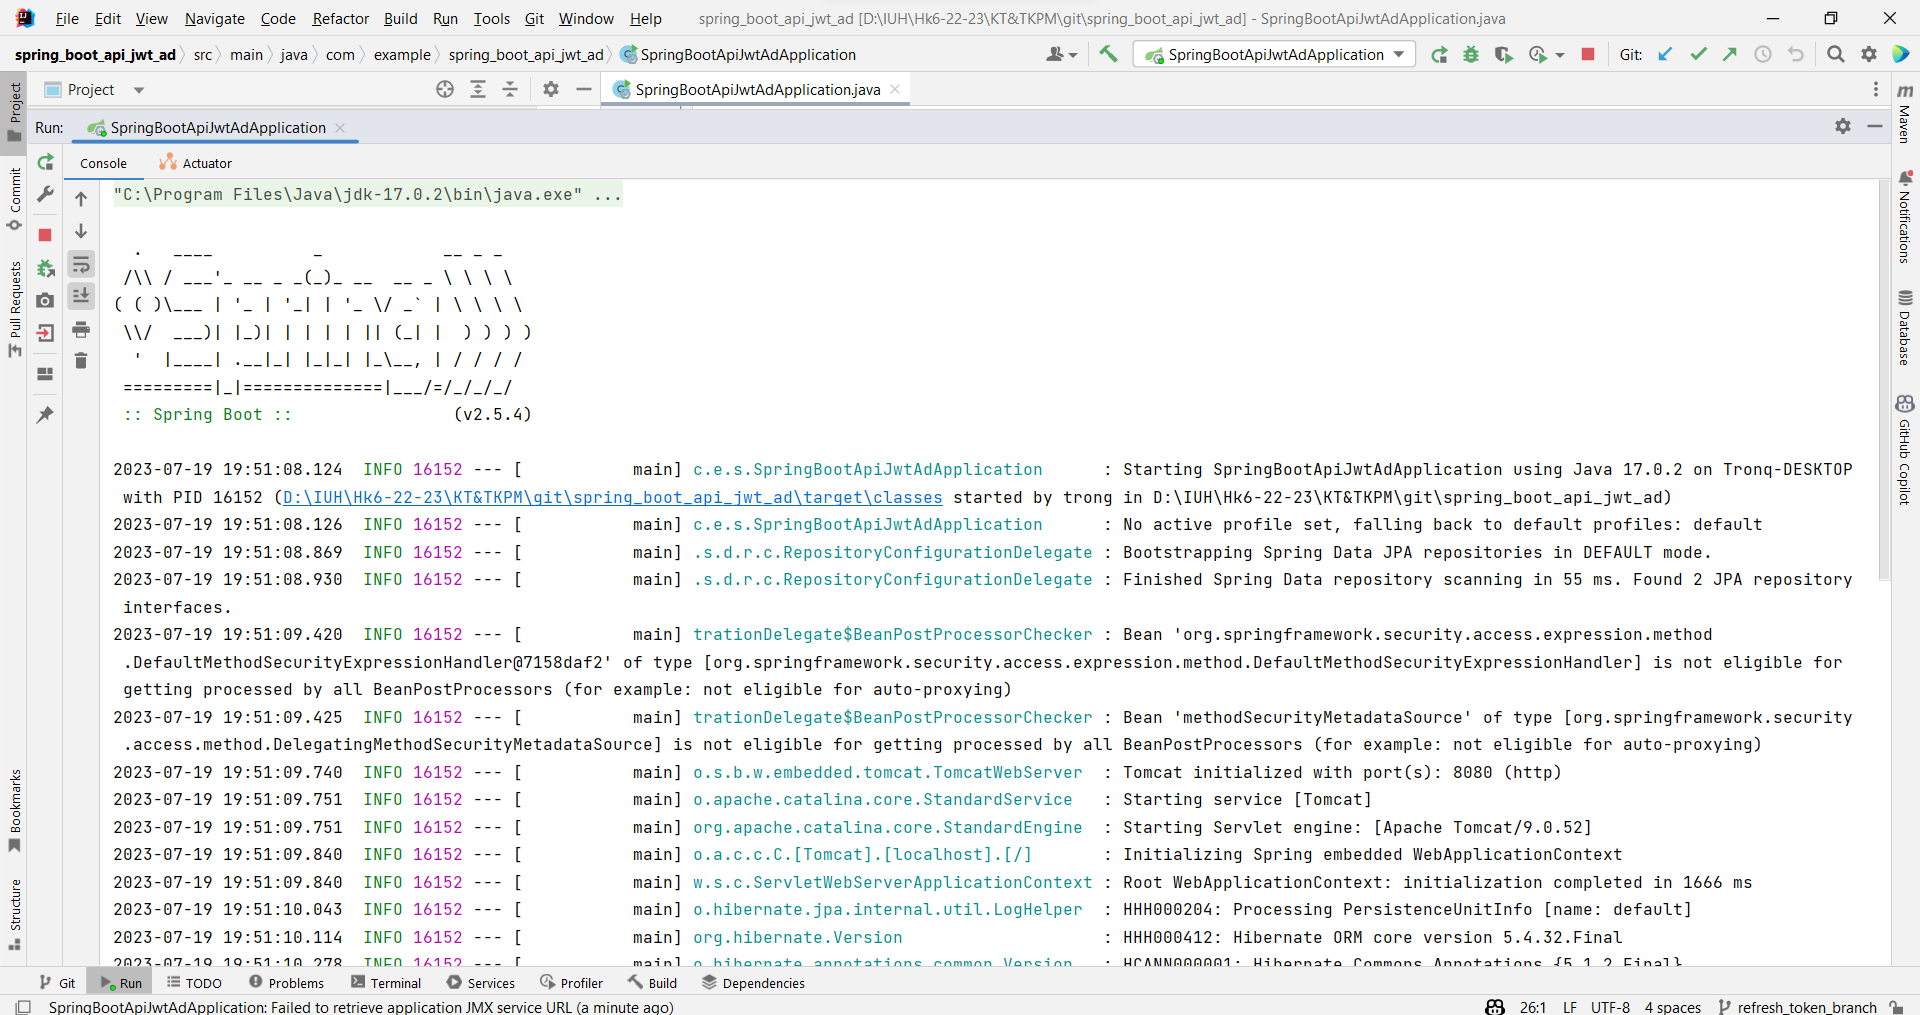 File Edit View Navigate Code Refactor Build Run Tools Git Window Help spring_boot_api_jwt_ad [D:\IUH\Hk6-22-23\KT&TKPM\git\spring_boot_api_jwt_ad] - SpringBootApiJwtAdApplication.java
spring_boot_api_jwt_ad src main java com example spring_boot_api_jwt_ad SpringBootApiJwtAdApplication SpringBootApiJwtAdApplication Git:
Project SpringBootApiJwtAdApplication.java
Run: SpringBootApiJwtAdApplication
Console Actuator
Project
Commit
Pull Requests
Bookmarks
Structure
"C:\Program Files\Java\jdk-17.0.2\bin\java.exe" ...
  .   ____          _            __ _ _
 /\\ / ___'_ __ _ _(_)_ __  __ _ \ \ \ \
( ( )\___ | '_ | '_| | '_ \/ _` | \ \ \ \
 \\/  ___)| |_)| | | | | || (_| |  ) ) ) )
  '  |____| .__|_| |_|_| |_\__, | / / / /
 =========|_|==============|___/=/_/_/_/
 :: Spring Boot ::                (v2.5.4)
2023-07-19 19:51:08.124  INFO 16152 --- [           main] c.e.s.SpringBootApiJwtAdApplication      : Starting SpringBootApiJwtAdApplication using Java 17.0.2 on Tronq-DESKTOP
 with PID 16152 (D:\IUH\Hk6-22-23\KT&TKPM\git\spring_boot_api_jwt_ad\target\classes started by trong in D:\IUH\Hk6-22-23\KT&TKPM\git\spring_boot_api_jwt_ad)
2023-07-19 19:51:08.126  INFO 16152 --- [           main] c.e.s.SpringBootApiJwtAdApplication      : No active profile set, falling back to default profiles: default
2023-07-19 19:51:08.869  INFO 16152 --- [           main] .s.d.r.c.RepositoryConfigurationDelegate : Bootstrapping Spring Data JPA repositories in DEFAULT mode.
2023-07-19 19:51:08.930  INFO 16152 --- [           main] .s.d.r.c.RepositoryConfigurationDelegate : Finished Spring Data repository scanning in 55 ms. Found 2 JPA repository
 interfaces.
2023-07-19 19:51:09.420  INFO 16152 --- [           main] trationDelegate$BeanPostProcessorChecker : Bean 'org.springframework.security.access.expression.method
 .DefaultMethodSecurityExpressionHandler@7158daf2' of type [org.springframework.security.access.expression.method.DefaultMethodSecurityExpressionHandler] is not eligible for
 getting processed by all BeanPostProcessors (for example: not eligible for auto-proxying)
2023-07-19 19:51:09.425  INFO 16152 --- [           main] trationDelegate$BeanPostProcessorChecker : Bean 'methodSecurityMetadataSource' of type [org.springframework.security
 .access.method.DelegatingMethodSecurityMetadataSource] is not eligible for getting processed by all BeanPostProcessors (for example: not eligible for auto-proxying)
2023-07-19 19:51:09.740  INFO 16152 --- [           main] o.s.b.w.embedded.tomcat.TomcatWebServer  : Tomcat initialized with port(s): 8080 (http)
2023-07-19 19:51:09.751  INFO 16152 --- [           main] o.apache.catalina.core.StandardService   : Starting service [Tomcat]
2023-07-19 19:51:09.751  INFO 16152 --- [           main] org.apache.catalina.core.StandardEngine  : Starting Servlet engine: [Apache Tomcat/9.0.52]
2023-07-19 19:51:09.840  INFO 16152 --- [           main] o.a.c.c.C.[Tomcat].[localhost].[/]       : Initializing Spring embedded WebApplicationContext
2023-07-19 19:51:09.840  INFO 16152 --- [           main] w.s.c.ServletWebServerApplicationContext : Root WebApplicationContext: initialization completed in 1666 ms
2023-07-19 19:51:10.043  INFO 16152 --- [           main] o.hibernate.jpa.internal.util.LogHelper  : HHH000204: Processing PersistenceUnitInfo [name: default]
2023-07-19 19:51:10.114  INFO 16152 --- [           main] org.hibernate.Version                    : HHH000412: Hibernate ORM core version 5.4.32.Final
2023-07-19 19:51:10.278  INFO 16152 --- [           main] o.hibernate.annotations.common.Version   : HCANN000001: Hibernate Commons Annotations {5.1.2.Final}
m
Maven
Notifications
Database
GitHub Copilot
Git Run TODO Problems Terminal Services Profiler Build Dependencies
SpringBootApiJwtAdApplication: Failed to retrieve application JMX service URL (a minute ago) 26:1 LF UTF-8 4 spaces refresh_token_branch